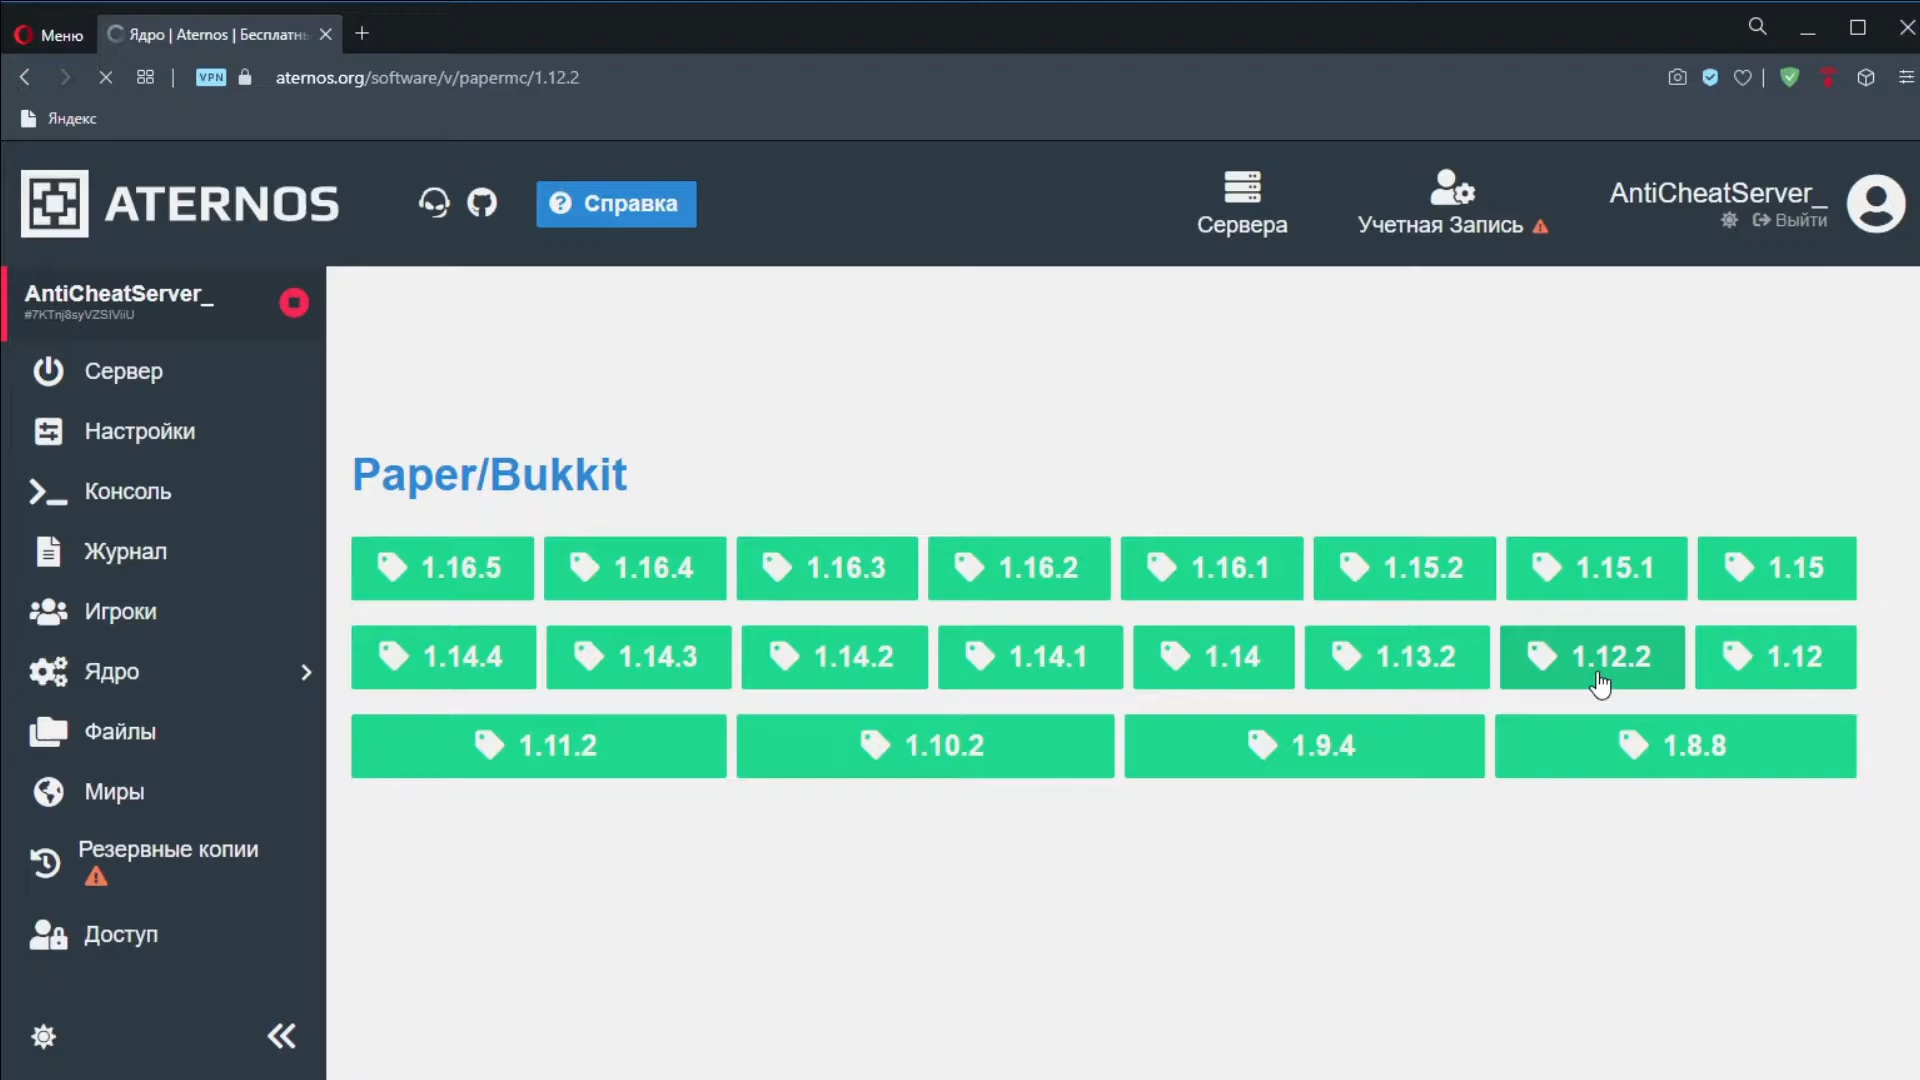 Меню
Ядро | Aternos | Бесплатны
VPN
aternos.org/software/v/papermc/1.12.2
Яндекс
ATERNOS
Справка
Сервера
Учетная Запись
AntiCheatServer_
Выйти
AntiCheatServer_
#7KTnj8syVZSIViiU
Сервер
Настройки
Консоль
Журнал
Игроки
Ядро
Файлы
Миры
Резервные копии
Доступ
Paper/Bukkit
1.16.5 1.16.4 1.16.3 1.16.2 1.16.1 1.15.2 1.15.1 1.15
1.14.4 1.14.3 1.14.2 1.14.1 1.14 1.13.2 1.12.2 1.12
1.11.2 1.10.2 1.9.4 1.8.8